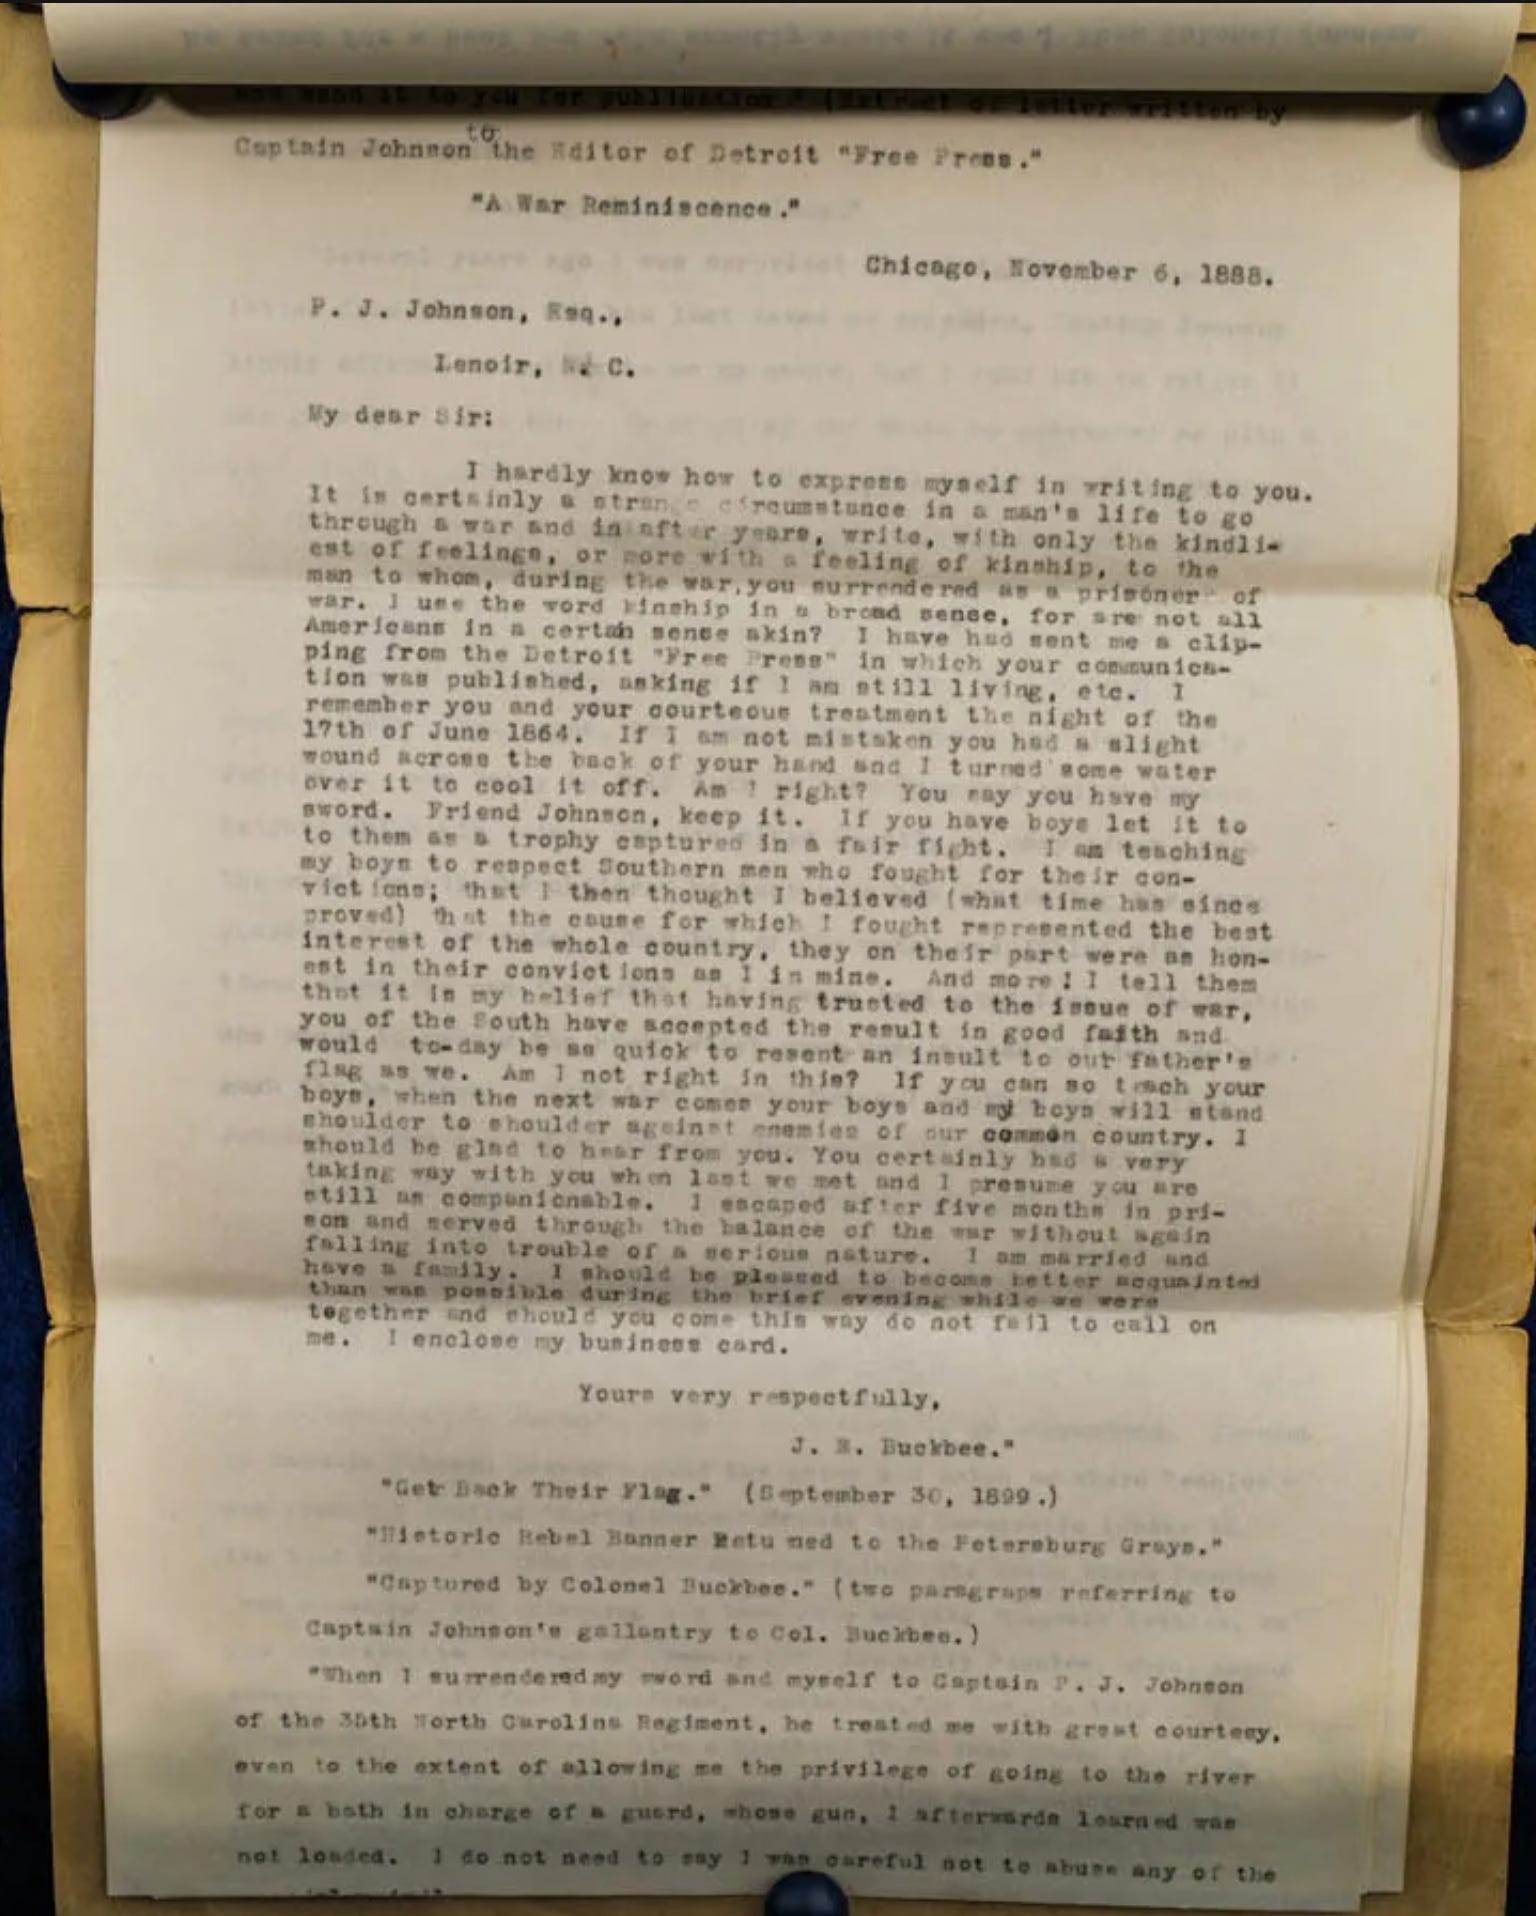 and send it to you for publication." (Extract of letter written by
to
Captain Johnson the Editor of Detroit "Free Press."
"A War Reminiscence."
Chicago, November 6, 1888.
P. J. Johnson, Esq.,
Lenoir, N. C.
My dear Sir:
I hardly know how to express myself in writing to you.
It is certainly a strange circumstance in a man's life to go
through a war and in after years, write, with only the kindli-
est of feelings, or more with a feeling of kinship, to the
man to whom, during the war,you surrendered as a prisoner of
war. I use the word kinship in a broad sense, for are not all
Americans in a certan sense akin? I have had sent me a clip-
ping from the Detroit "Free Press" in which your communica-
tion was published, asking if I am still living, etc. I
remember you and your courteous treatment the night of the
17th of June 1864. If I am not mistaken you had a slight
wound across the back of your hand and I turned some water
over it to cool it off. Am I right? You say you have my
sword. Friend Johnson, keep it. If you have boys let it to
to them as a trophy captured in a fair fight. I am teaching
my boys to respect Southern men who fought for their con-
victions; that I then thought I believed (what time has since
proved) that the cause for which I fought represented the best
interest of the whole country, they on their part were as hon-
est in their convictions as I in mine. And more! I tell them
that it is my belief that having trusted to the issue of war,
you of the South have accepted the result in good faith and
would to-day be as quick to resent an insult to our father's
flag as we. Am I not right in this? If you can so teach your
boys, when the next war comes your boys and my boys will stand
shoulder to shoulder against enemies of our common country. I
should be glad to hear from you. You certainly had a very
taking way with you when last we met and I presume you are
still as companionable. I escaped after five months in pri-
son and served through the balance of the war without again
falling into trouble of a serious nature. I am married and
have a family. I should be pleased to become better acquainted
than was possible during the brief evening while we were
together and should you come this way do not fail to call on
me. I enclose my business card.
Yours very respectfully,
J. E. Buckbee."
"Get Back Their Flag." (September 30, 1899.)
"Historic Rebel Banner Retu ned to the Petersburg Grays."
"Captured by Colonel Buckbee." (two paragraps referring to
Captain Johnson's gallantry to Col. Buckbee.)
"When I surrendered my sword and myself to Captain P. J. Johnson
of the 35th North Carolina Regiment, he treated me with great courtesy,
even to the extent of allowing me the privilege of going to the river
for a bath in charge of a guard, whose gun, I afterwards learned was
not loaded. I do not need to say I was careful not to abuse any of the